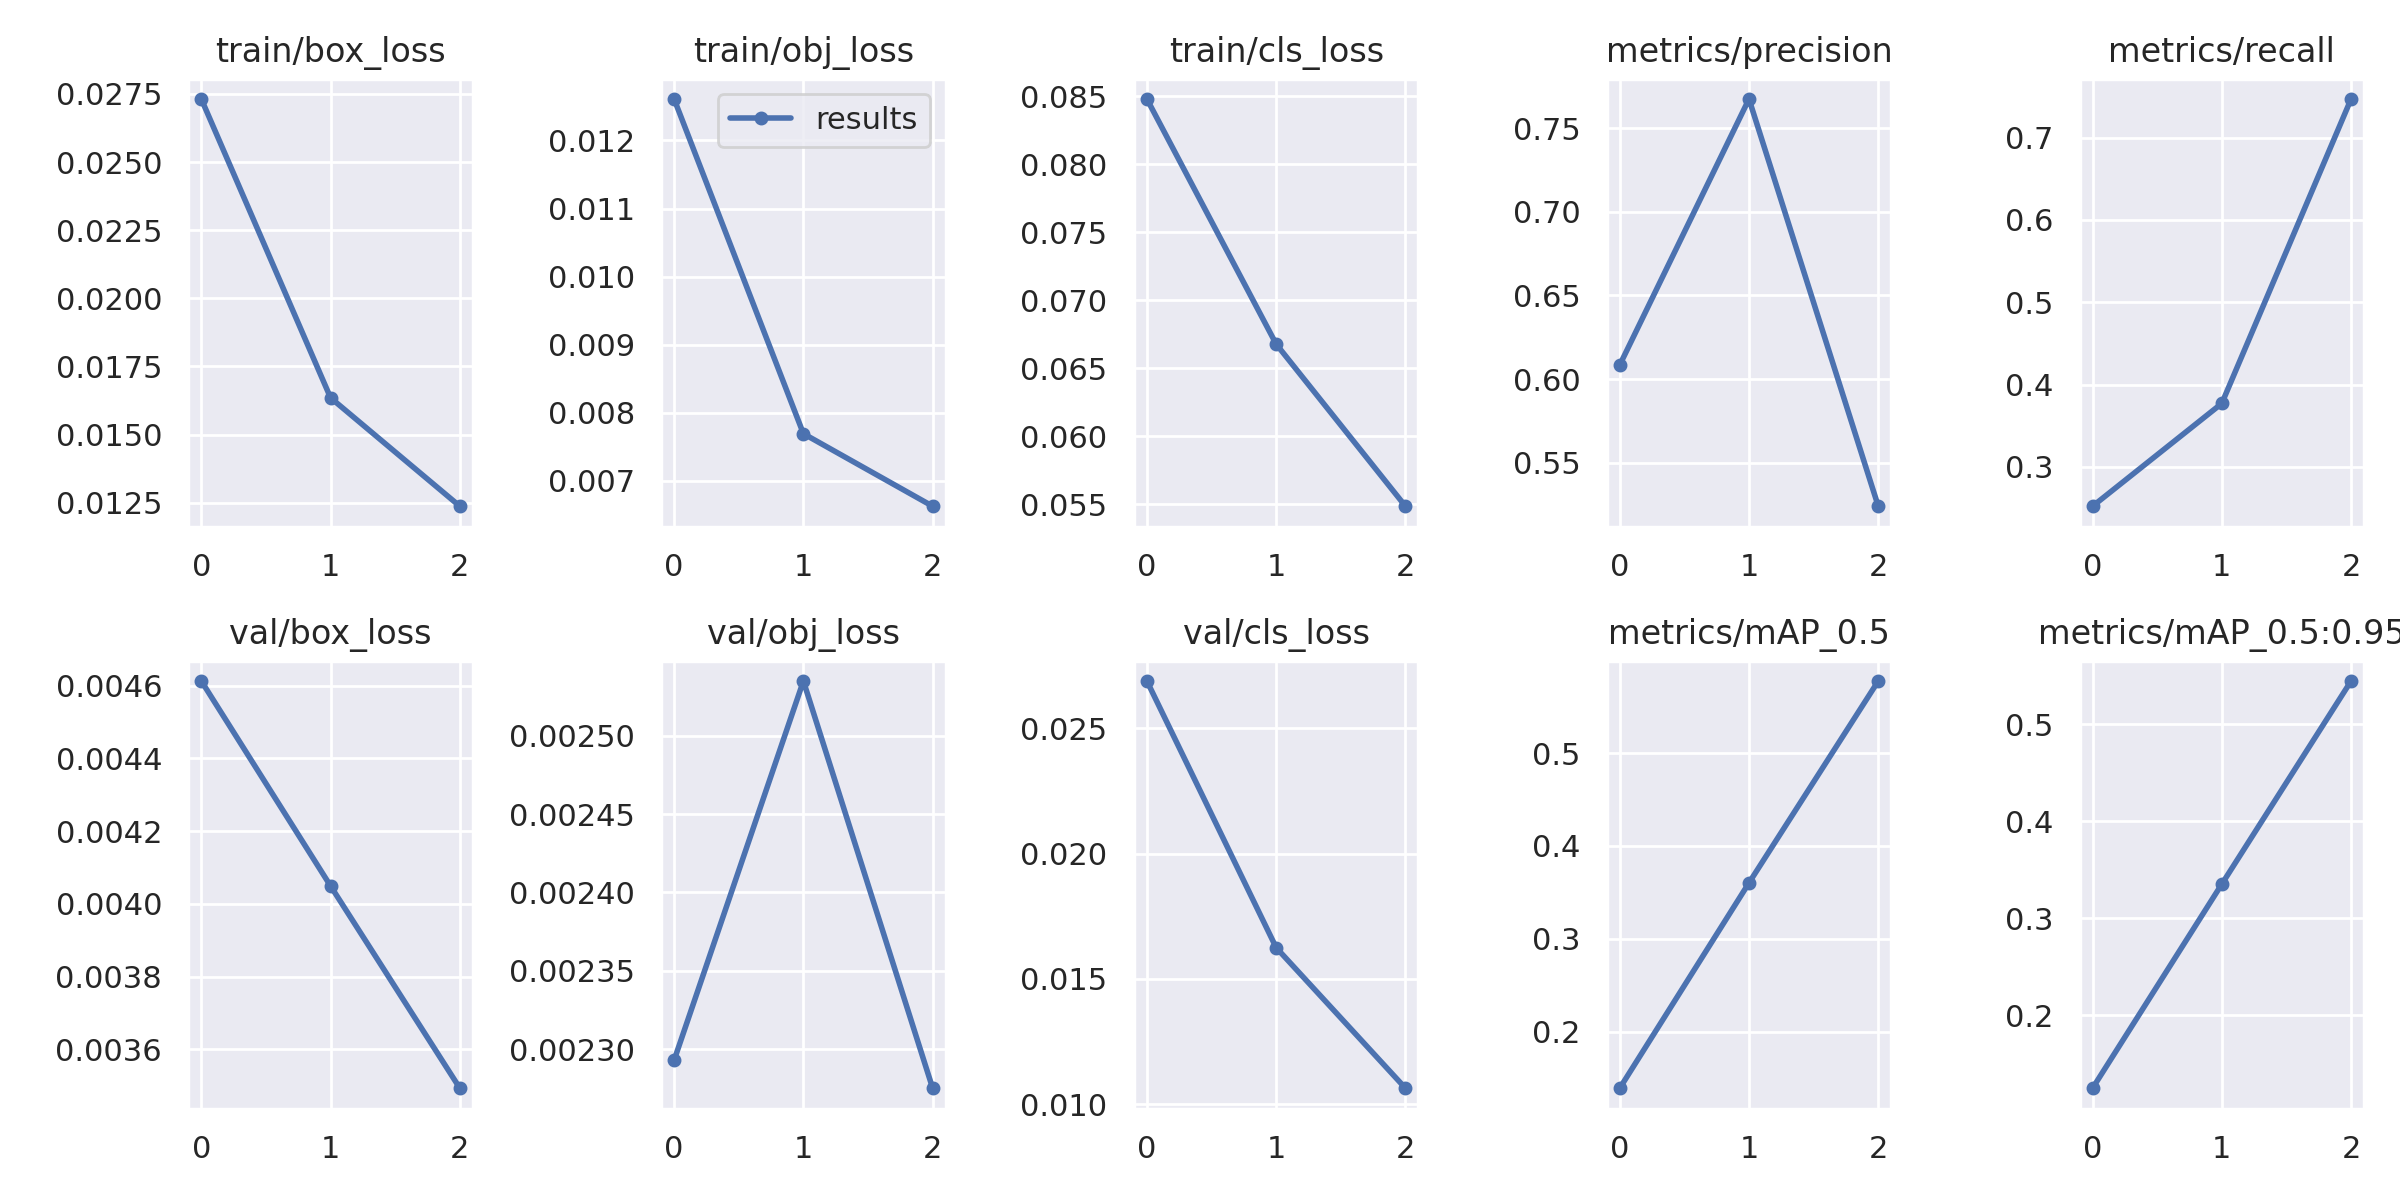 train/box_loss
0.0275
0.0250
0.0225
0.0200
0.0175
0.0150
0.0125
0 1 2
train/obj_loss
results
0.012
0.011
0.010
0.009
0.008
0.007
0 1 2
train/cls_loss
0.085
0.080
0.075
0.070
0.065
0.060
0.055
0 1 2
metrics/precision
0.75
0.70
0.65
0.60
0.55
0 1 2
metrics/recall
0.7
0.6
0.5
0.4
0.3
0 1 2
val/box_loss
0.0046
0.0044
0.0042
0.0040
0.0038
0.0036
0 1 2
val/obj_loss
0.00250
0.00245
0.00240
0.00235
0.00230
0 1 2
val/cls_loss
0.025
0.020
0.015
0.010
0 1 2
metrics/mAP_0.5
0.5
0.4
0.3
0.2
0 1 2
metrics/mAP_0.5:0.95
0.5
0.4
0.3
0.2
0 1 2